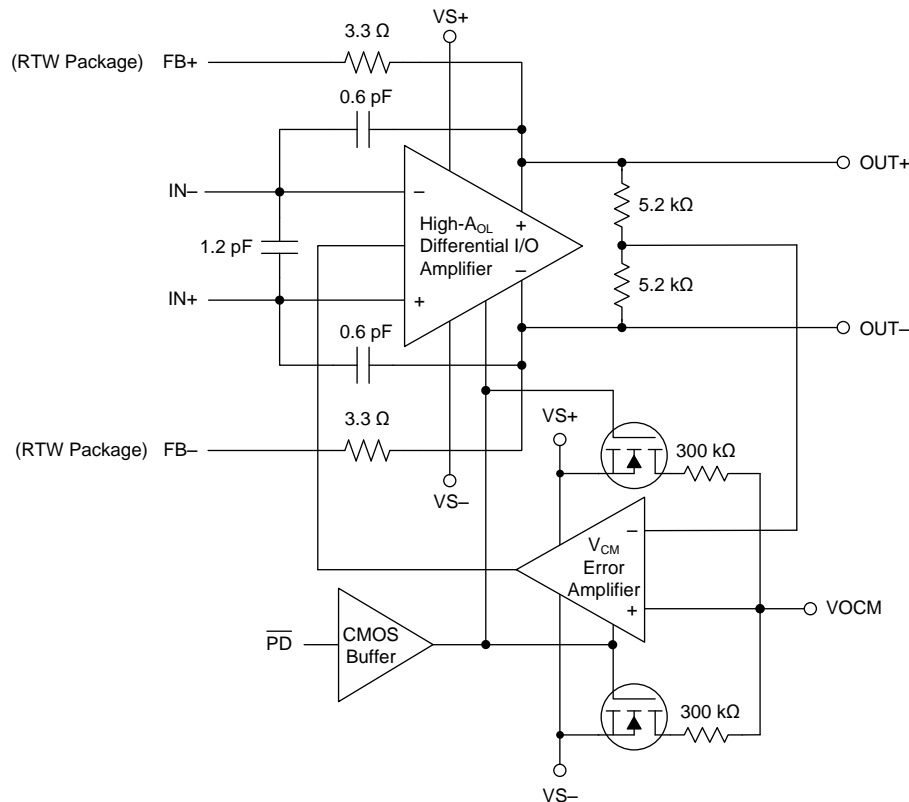 VS+
3.3 Ω
(RTW Package) FB+
0.6 pF
OUT+
IN–
–
High-AOL
Differential I/O
Amplifier
+
–
5.2 kΩ
1.2 pF
5.2 kΩ
IN+
+
0.6 pF
OUT–
3.3 Ω
VS+
(RTW Package) FB–
300 kΩ
VS–
–
VCM
Error
Amplifier
+
VOCM
PD
CMOS
Buffer
300 kΩ
VS–